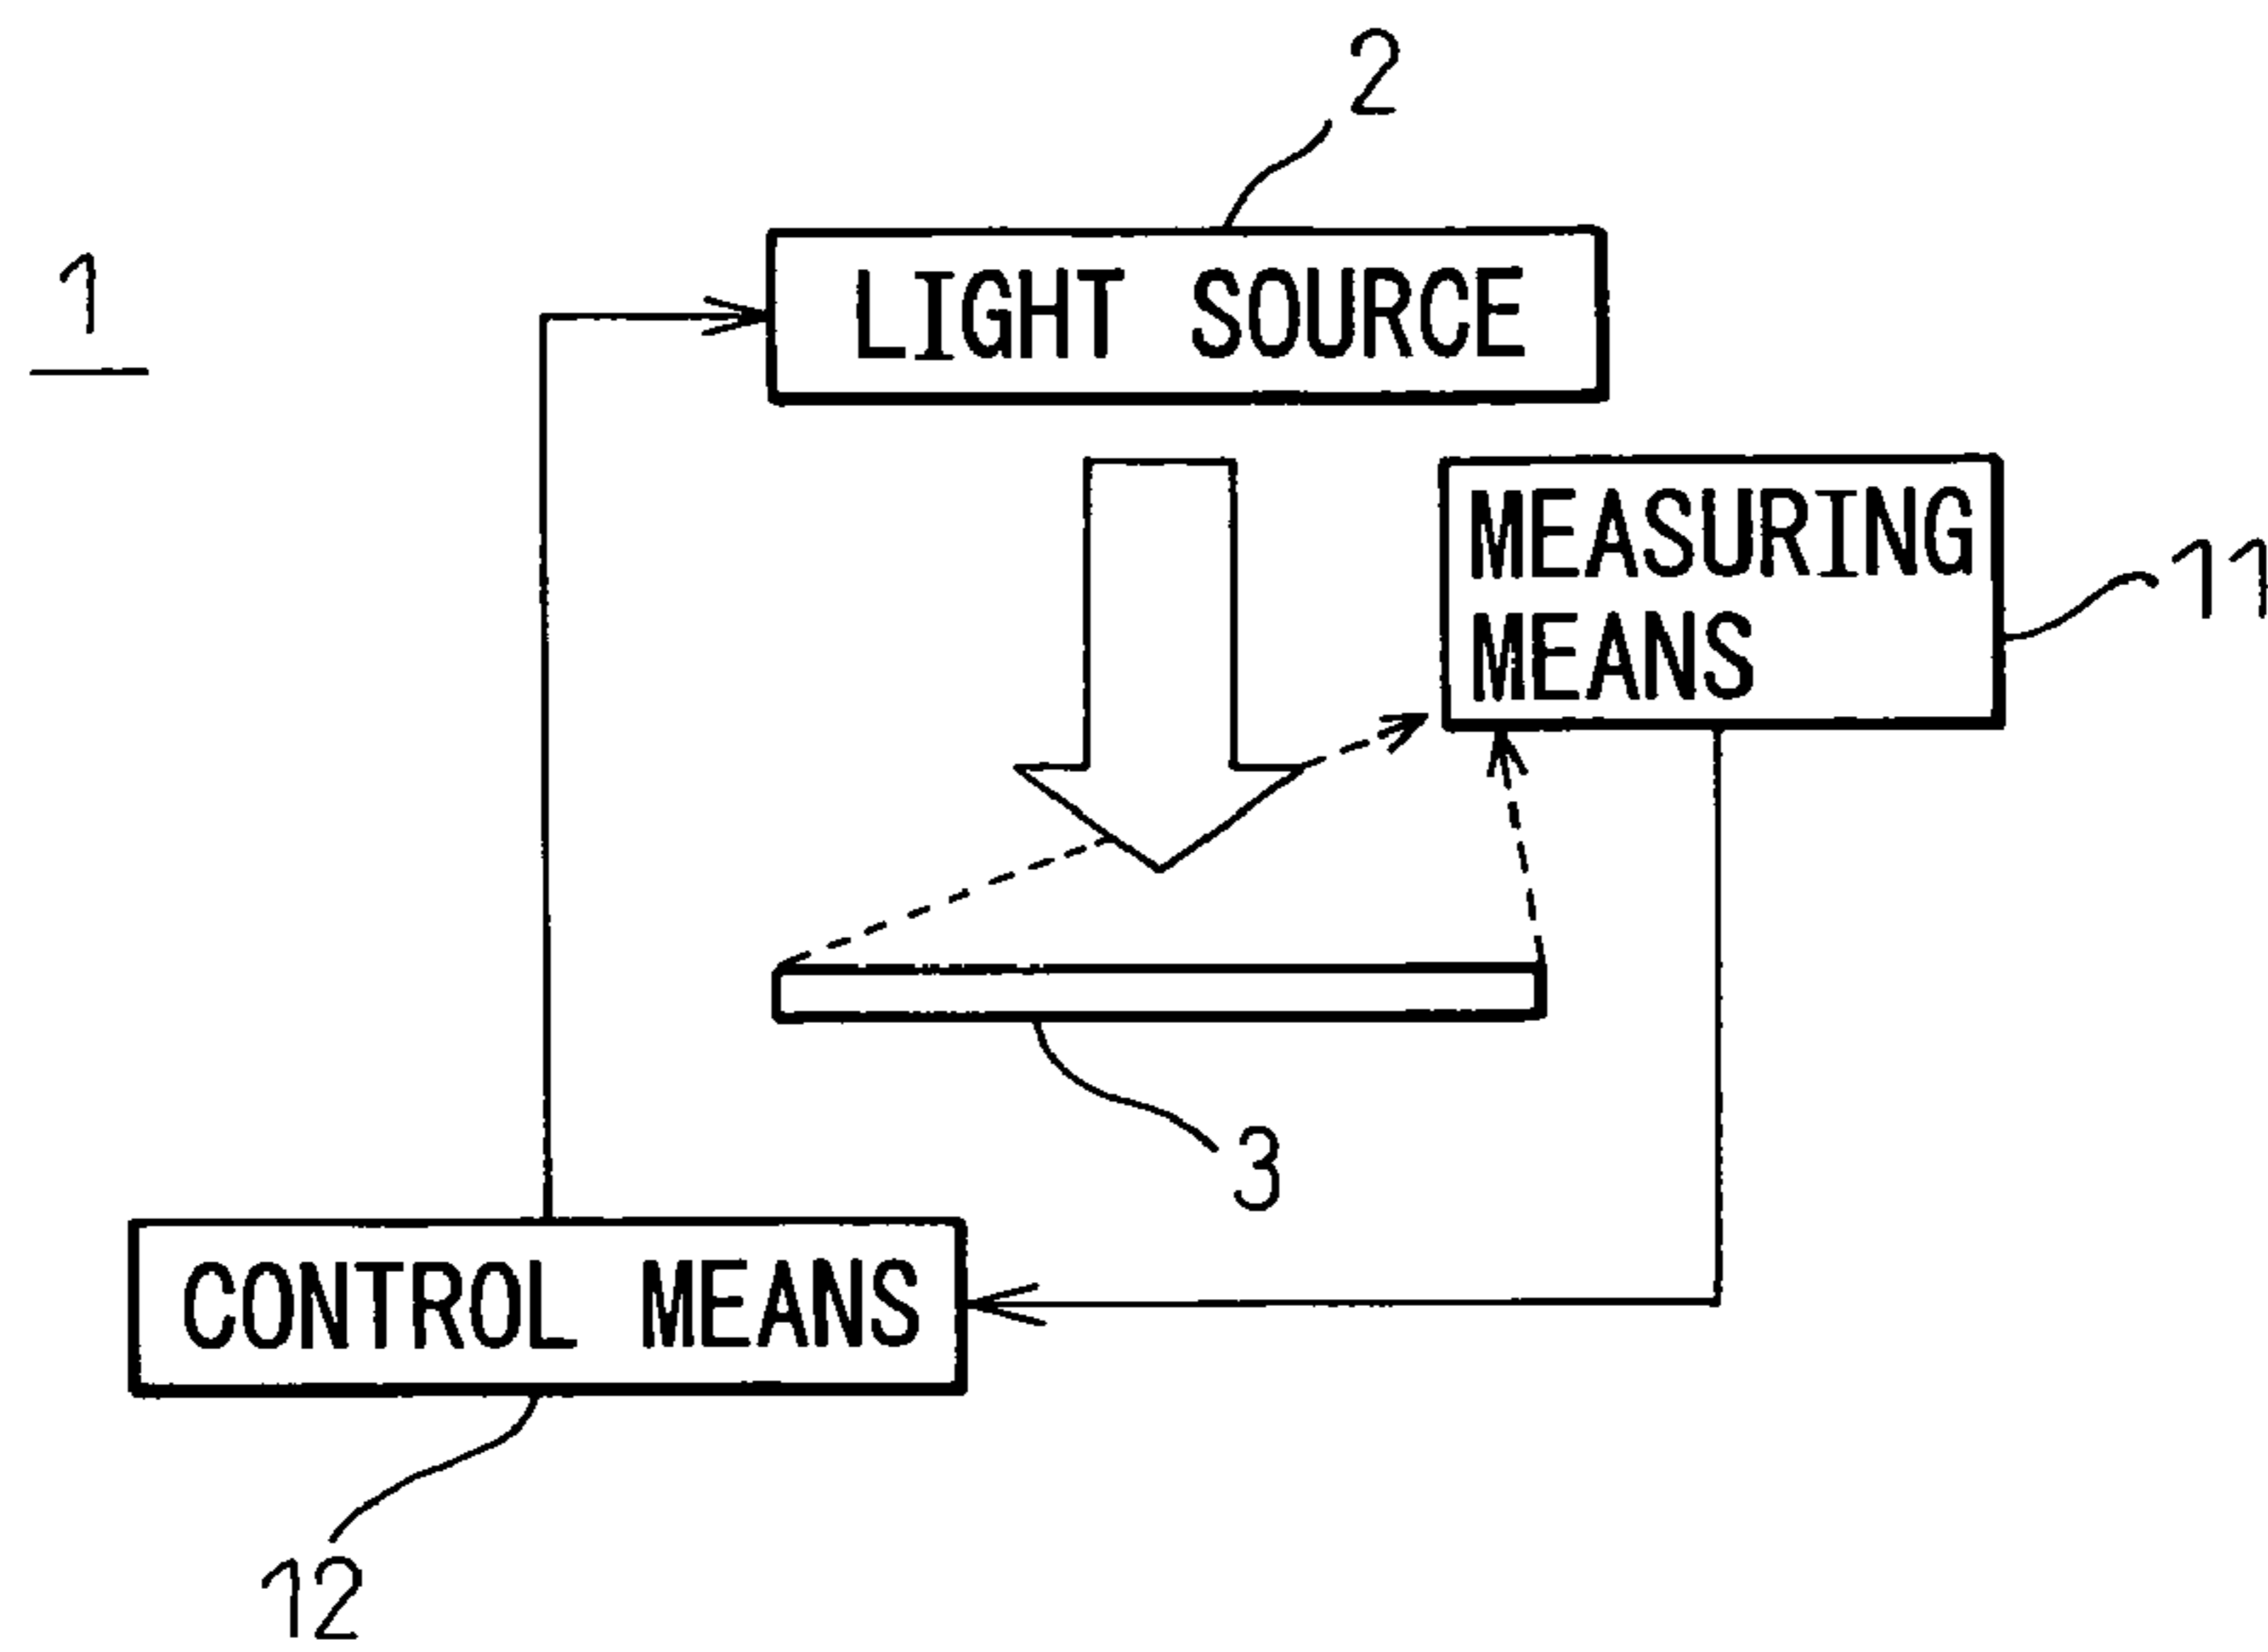 2
1
LIGHT SOURCE
MEASURING
MEANS
11
3
CONTROL MEANS
12